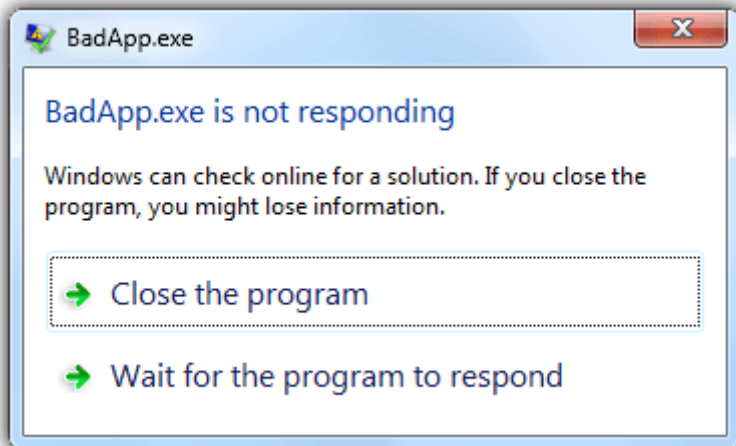 BadApp.exe
BadApp.exe is not responding
Windows can check online for a solution. If you close the
program, you might lose information.
Close the program
Wait for the program to respond